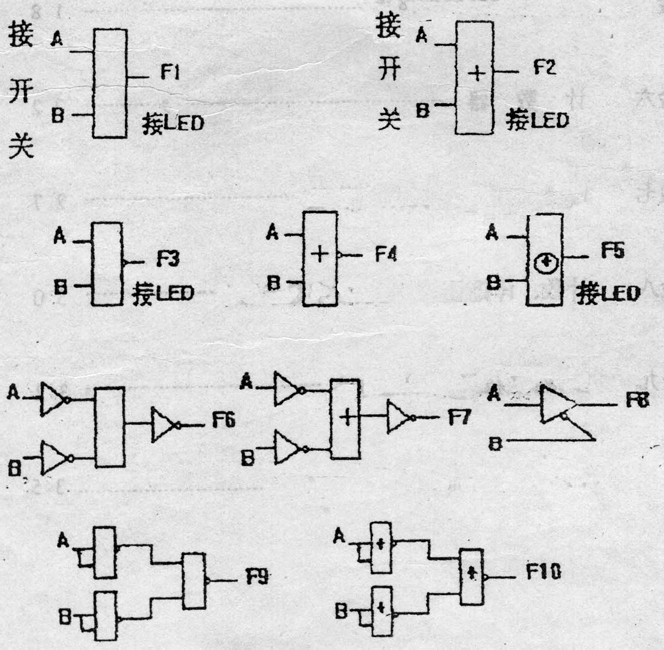 接 A F1
开
关 B 接LED
接 A F2
开 +
关 B 接LED
A F3
B 接LED
A F4
+
B
A F5
B 接LED
A F6
B
A F7
+
B
A F8
B
A F9
B
A + F10
+
B +